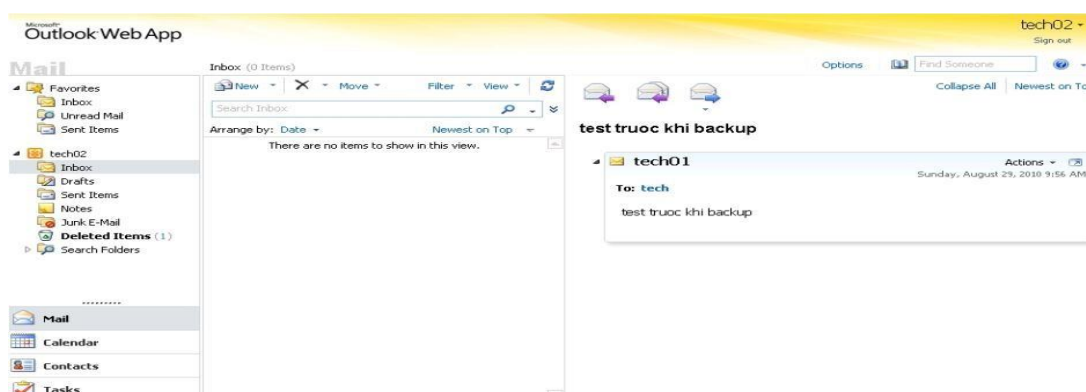 Microsoft®
Outlook Web App
tech02
Sign out
Mail
Inbox (0 Items)
Options
Find Someone
Favorites
Inbox
Unread Mail
Sent Items
tech02
Inbox
Drafts
Sent Items
Notes
Junk E-Mail
Deleted Items (1)
Search Folders
Mail
Calendar
Contacts
Tasks
New Move Filter View
Search Inbox
Arrange by: Date Newest on Top
There are no items to show in this view.
Collapse All Newest on To
test truoc khi backup
tech01 Actions
Sunday, August 29, 2010 9:56 AM
To: tech
test truoc khi backup